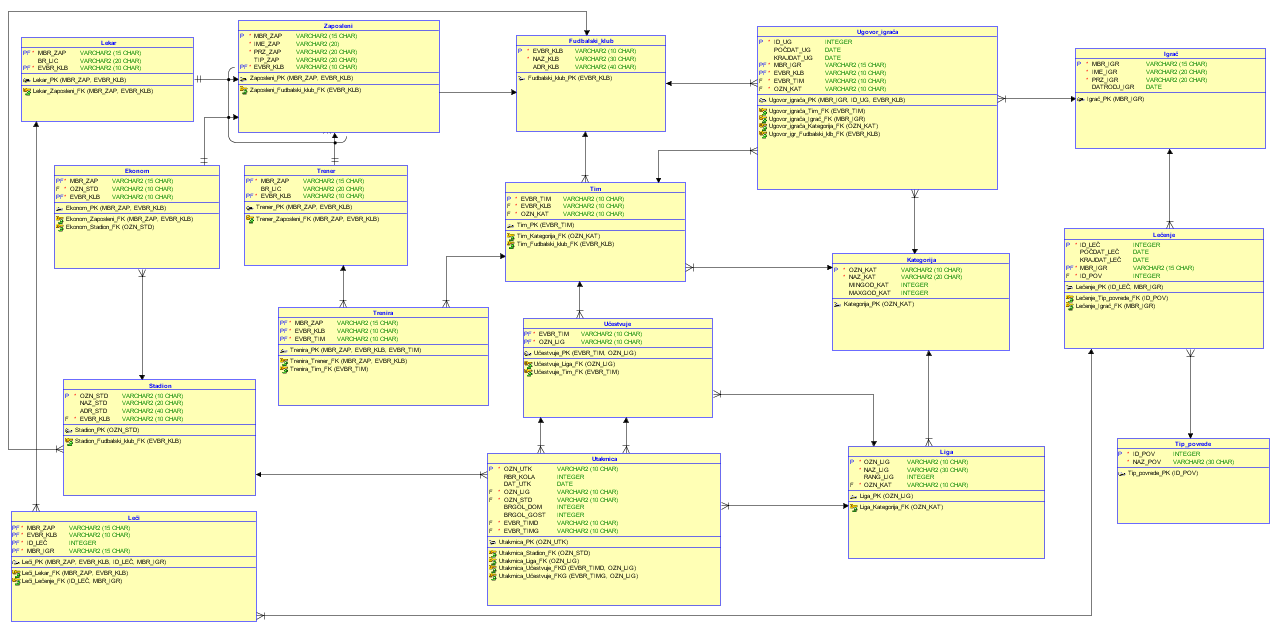 Lekar
PF* MBR_ZAP VARCHAR2 (15 CHAR)
BR_LIC VARCHAR2 (20 CHAR)
PF* EVBR_KLB VARCHAR2 (10 CHAR)
Lekar_PK (MBR_ZAP, EVBR_KLB)
Lekar_Zaposleni_FK (MBR_ZAP, EVBR_KLB)
Zaposleni
P * MBR_ZAP VARCHAR2 (15 CHAR)
* IME_ZAP VARCHAR2 (20)
* PRZ_ZAP VARCHAR2 (20 CHAR)
TIP_ZAP VARCHAR2 (20 CHAR)
PF* EVBR_KLB VARCHAR2 (10 CHAR)
Zaposleni_PK (MBR_ZAP, EVBR_KLB)
Zaposleni_Fudbalski_klub_FK (EVBR_KLB)
Fudbalski_klub
P * EVBR_KLB VARCHAR2 (10 CHAR)
* NAZ_KLB VARCHAR2 (30 CHAR)
ADR_KLB VARCHAR2 (40 CHAR)
Fudbalski_klub_PK (EVBR_KLB)
Ugovor_igrača
P * ID_UG INTEGER
POČDAT_UG DATE
KRAJDAT_UG DATE
PF* MBR_IGR VARCHAR2 (15 CHAR)
PF* EVBR_KLB VARCHAR2 (10 CHAR)
F * EVBR_TIM VARCHAR2 (10 CHAR)
F * OZN_KAT VARCHAR2 (10 CHAR)
Ugovor_igrača_PK (MBR_IGR, ID_UG, EVBR_KLB)
Ugovor_igrača_Tim_FK (EVBR_TIM)
Ugovor_igrača_Igrač_FK (MBR_IGR)
Ugovor_igrača_Kategorija_FK (OZN_KAT)
Ugovor_igr_Fudbalski_klb_FK (EVBR_KLB)
Igrač
P * MBR_IGR VARCHAR2 (15 CHAR)
* IME_IGR VARCHAR2 (20 CHAR)
* PRZ_IGR VARCHAR2 (20 CHAR)
DATRODJ_IGR DATE
Igrač_PK (MBR_IGR)
Ekonom
PF* MBR_ZAP VARCHAR2 (15 CHAR)
F * OZN_STD VARCHAR2 (10 CHAR)
PF* EVBR_KLB VARCHAR2 (10 CHAR)
Ekonom_PK (MBR_ZAP, EVBR_KLB)
Ekonom_Zaposleni_FK (MBR_ZAP, EVBR_KLB)
Ekonom_Stadion_FK (OZN_STD)
Trener
PF* MBR_ZAP VARCHAR2 (15 CHAR)
BR_LIC VARCHAR2 (20 CHAR)
PF* EVBR_KLB VARCHAR2 (10 CHAR)
Trener_PK (MBR_ZAP, EVBR_KLB)
Trener_Zaposleni_FK (MBR_ZAP, EVBR_KLB)
Tim
P * EVBR_TIM VARCHAR2 (10 CHAR)
F * EVBR_KLB VARCHAR2 (10 CHAR)
F * OZN_KAT VARCHAR2 (10 CHAR)
Tim_PK (EVBR_TIM)
Tim_Kategorija_FK (OZN_KAT)
Tim_Fudbalski_klub_FK (EVBR_KLB)
Kategorija
P * OZN_KAT VARCHAR2 (10 CHAR)
* NAZ_KAT VARCHAR2 (20 CHAR)
MINGOD_KAT INTEGER
MAXGOD_KAT INTEGER
Kategorija_PK (OZN_KAT)
Lečenje
P * ID_LEČ INTEGER
POČDAT_LEČ DATE
KRAJDAT_LEČ DATE
PF* MBR_IGR VARCHAR2 (15 CHAR)
F * ID_POV INTEGER
Lečenje_PK (ID_LEČ, MBR_IGR)
Lečenje_Tip_povrede_FK (ID_POV)
Lečenje_Igrač_FK (MBR_IGR)
Trenira
PF* MBR_ZAP VARCHAR2 (15 CHAR)
PF* EVBR_KLB VARCHAR2 (10 CHAR)
PF* EVBR_TIM VARCHAR2 (10 CHAR)
Trenira_PK (MBR_ZAP, EVBR_KLB, EVBR_TIM)
Trenira_Trener_FK (MBR_ZAP, EVBR_KLB)
Trenira_Tim_FK (EVBR_TIM)
Učestvuje
PF* EVBR_TIM VARCHAR2 (10 CHAR)
PF* OZN_LIG VARCHAR2 (10 CHAR)
Učestvuje_PK (EVBR_TIM, OZN_LIG)
Učestvuje_Liga_FK (OZN_LIG)
Učestvuje_Tim_FK (EVBR_TIM)
Stadion
P * OZN_STD VARCHAR2 (10 CHAR)
NAZ_STD VARCHAR2 (20 CHAR)
ADR_STD VARCHAR2 (40 CHAR)
F * EVBR_KLB VARCHAR2 (10 CHAR)
Stadion_PK (OZN_STD)
Stadion_Fudbalski_klub_FK (EVBR_KLB)
Utakmica
P * OZN_UTK VARCHAR2 (10 CHAR)
RBR_KOLA INTEGER
DAT_UTK DATE
F * OZN_LIG VARCHAR2 (10 CHAR)
F * OZN_STD VARCHAR2 (10 CHAR)
BRGOL_DOM INTEGER
BRGOL_GOST INTEGER
F * EVBR_TIMD VARCHAR2 (10 CHAR)
F * EVBR_TIMG VARCHAR2 (10 CHAR)
Utakmica_PK (OZN_UTK)
Utakmica_Stadion_FK (OZN_STD)
Utakmica_Liga_FK (OZN_LIG)
Utakmica_Učestvuje_FKD (EVBR_TIMD, OZN_LIG)
Utakmica_Učestvuje_FKG (EVBR_TIMG, OZN_LIG)
Liga
P * OZN_LIG VARCHAR2 (10 CHAR)
* NAZ_LIG VARCHAR2 (30 CHAR)
RANG_LIG INTEGER
F * OZN_KAT VARCHAR2 (10 CHAR)
Liga_PK (OZN_LIG)
Liga_Kategorija_FK (OZN_KAT)
Tip_povrede
P * ID_POV INTEGER
* NAZ_POV VARCHAR2 (30 CHAR)
Tip_povrede_PK (ID_POV)
Leči
PF* MBR_ZAP VARCHAR2 (15 CHAR)
PF* EVBR_KLB VARCHAR2 (10 CHAR)
PF* ID_LEČ INTEGER
PF* MBR_IGR VARCHAR2 (15 CHAR)
Leči_PK (MBR_ZAP, EVBR_KLB, ID_LEČ, MBR_IGR)
Leči_Lekar_FK (MBR_ZAP, EVBR_KLB)
Leči_Lečenje_FK (ID_LEČ, MBR_IGR)